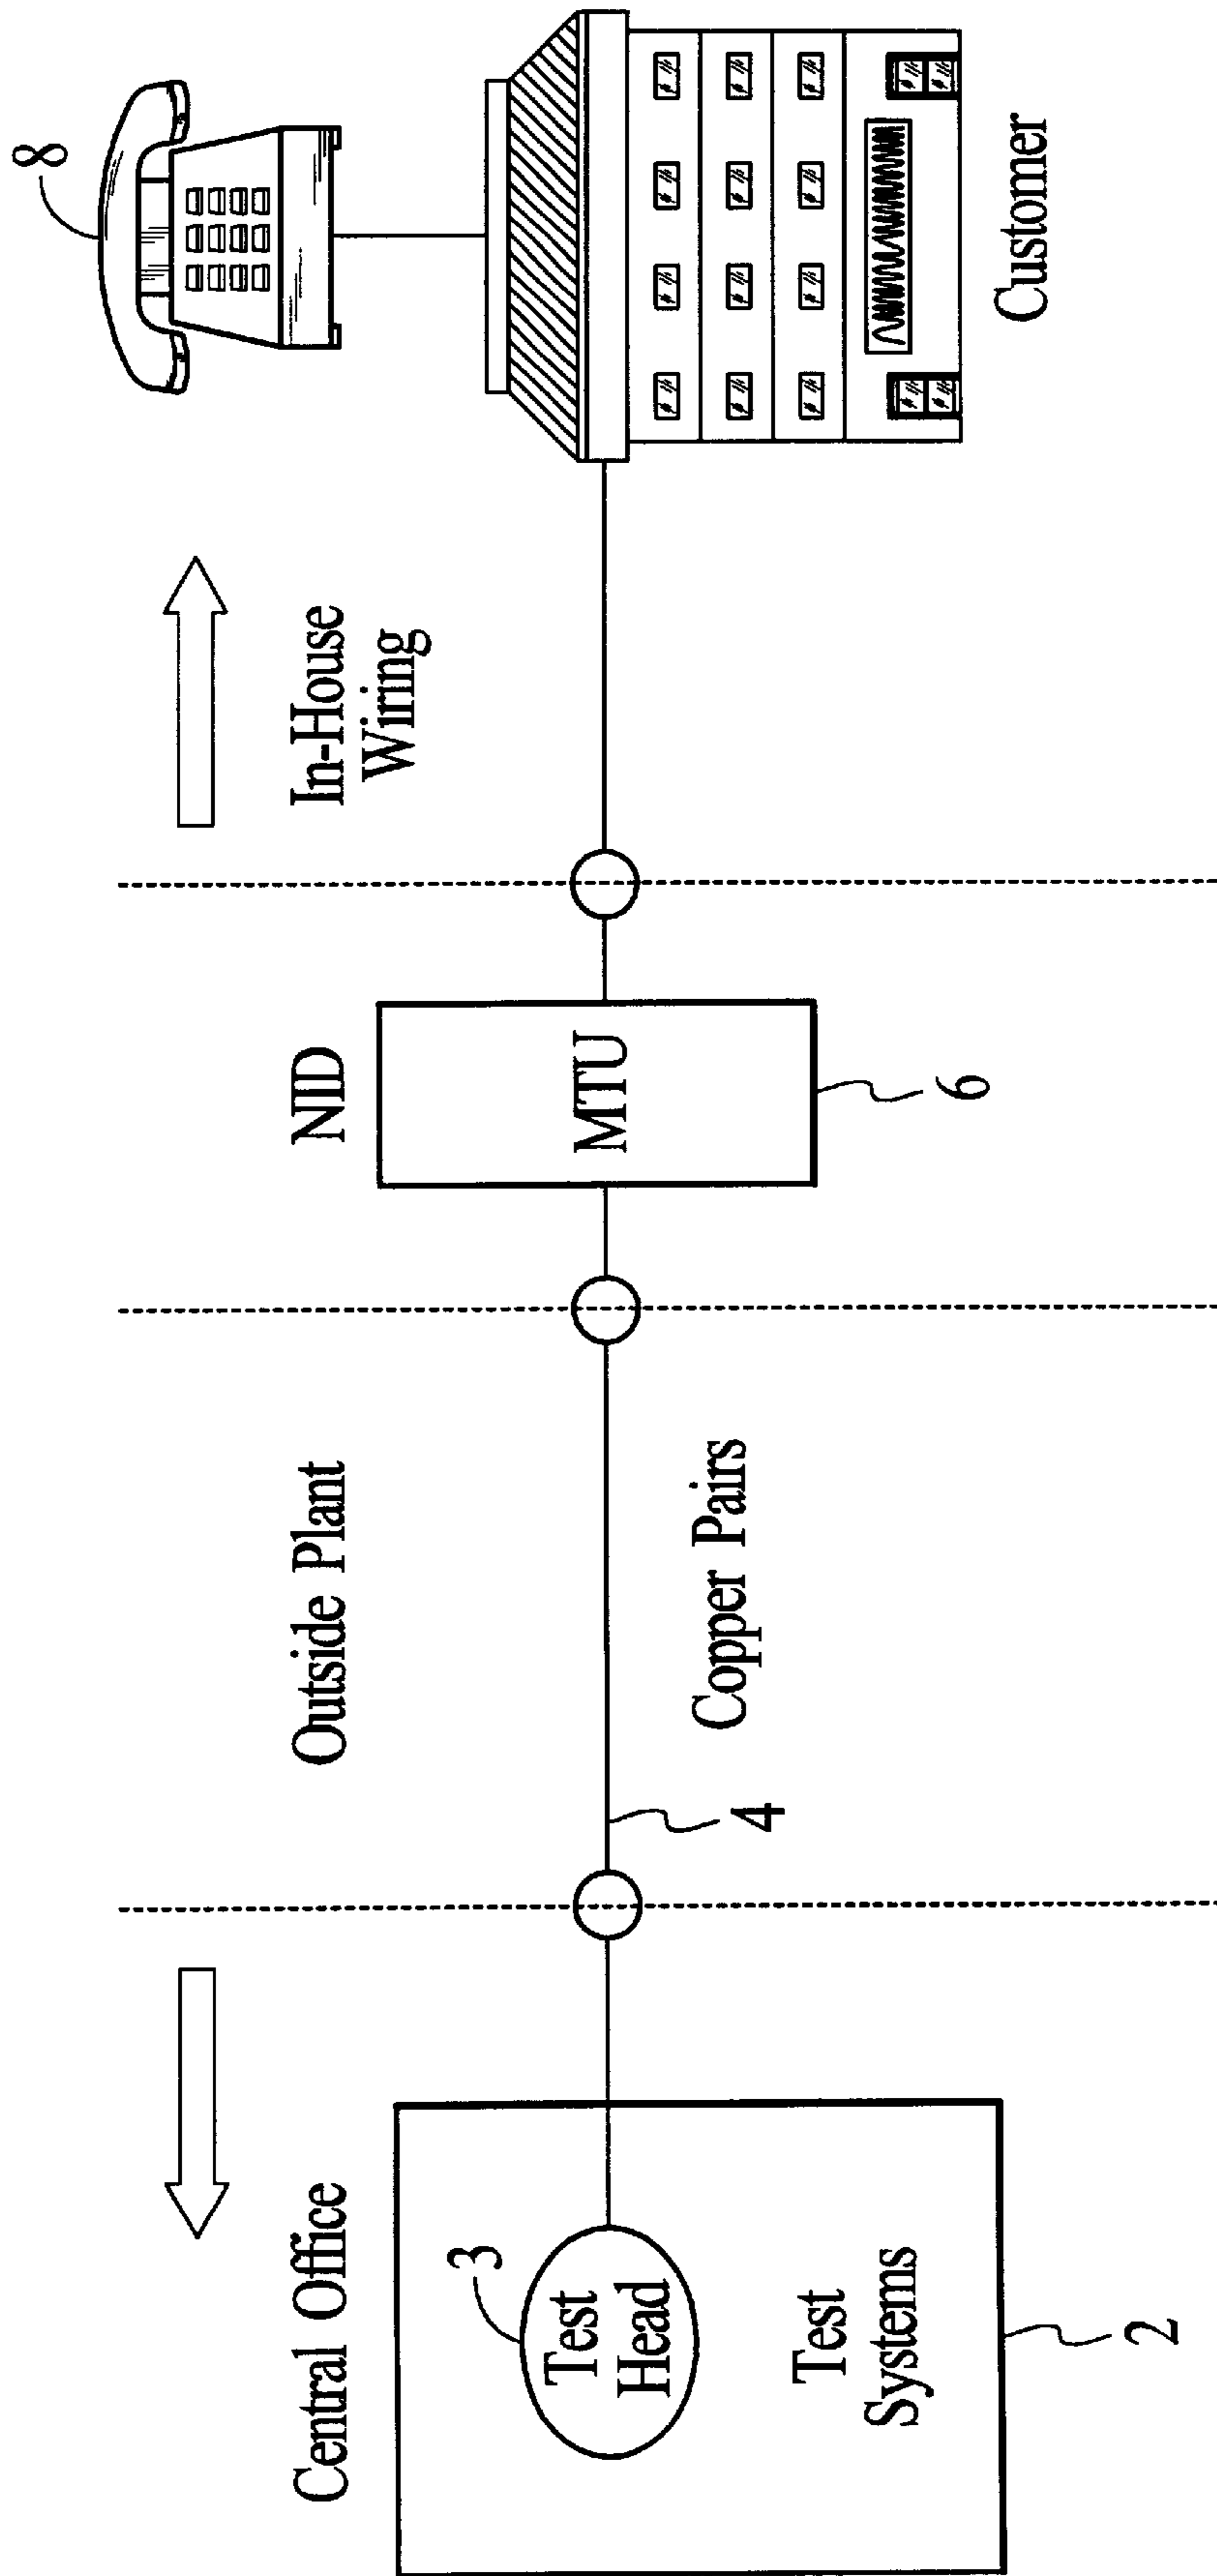 Central Office
Outside Plant
NID
In-House
Wiring
8
3
Test
Head
Test
Systems
2
4
Copper Pairs
MTU
6
Customer